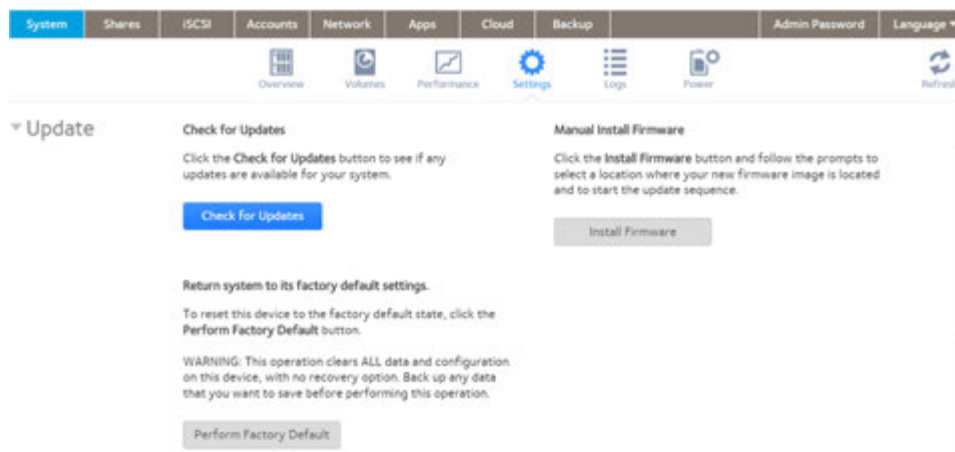 System Shares iSCSI Accounts Network Apps Cloud Backup Admin Password Language
Overview Volumes Performance Settings Logs Power Refresh
Update
Check for Updates
Click the Check for Updates button to see if any
updates are available for your system.
Check for Updates
Manual Install Firmware
Click the Install Firmware button and follow the prompts to
select a location where your new firmware image is located
and to start the update sequence.
Install Firmware
Return system to its factory default settings.
To reset this device to the factory default state, click the
Perform Factory Default button.
WARNING: This operation clears ALL data and configuration
on this device, with no recovery option. Back up any data
that you want to save before performing this operation.
Perform Factory Default